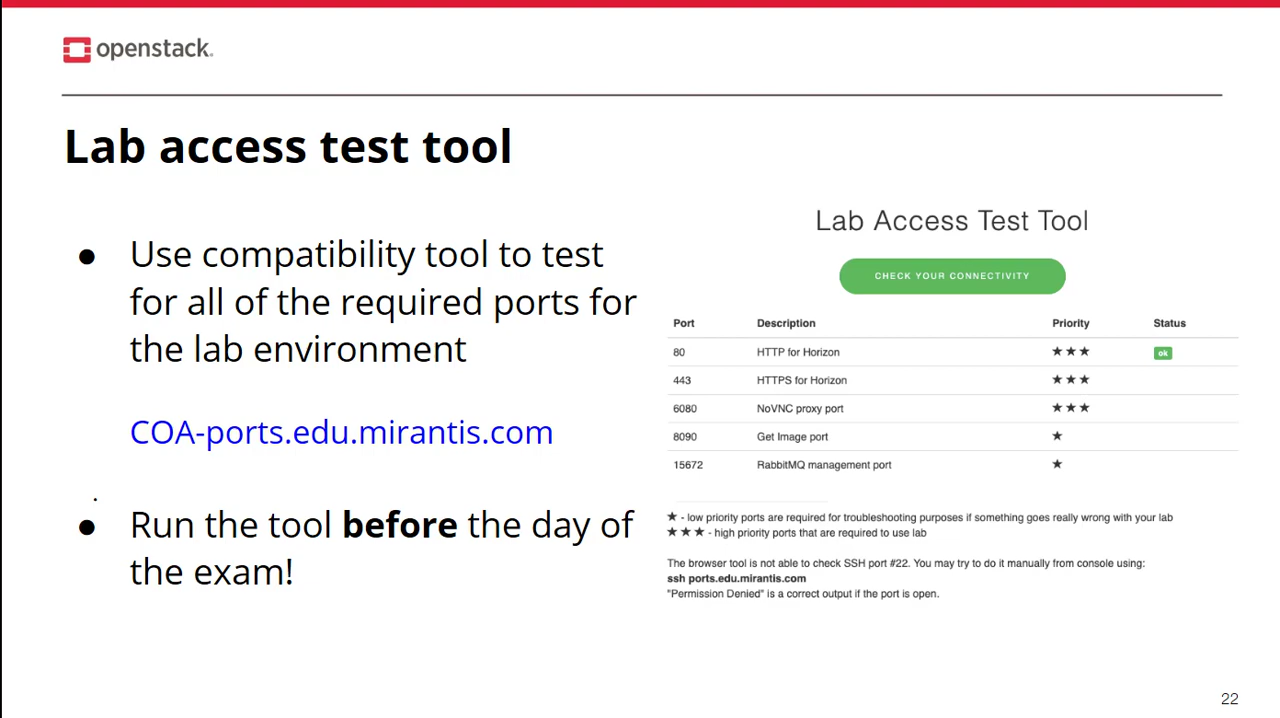 openstack.
Lab access test tool
● Use compatibility tool to test
for all of the required ports for
the lab environment
COA-ports.edu.mirantis.com
● Run the tool before the day of
the exam!
Lab Access Test Tool
CHECK YOUR CONNECTIVITY
Port Description Priority Status
80 HTTP for Horizon ★★★ ok
443 HTTPS for Horizon ★★★
6080 NoVNC proxy port ★★★
8090 Get Image port ★
15672 RabbitMQ management port ★
★ - low priority ports are required for troubleshooting purposes if something goes really wrong with your lab
★★★ - high priority ports that are required to use lab
The browser tool is not able to check SSH port #22. You may try to do it manually from console using:
ssh ports.edu.mirantis.com
"Permission Denied" is a correct output if the port is open.
22